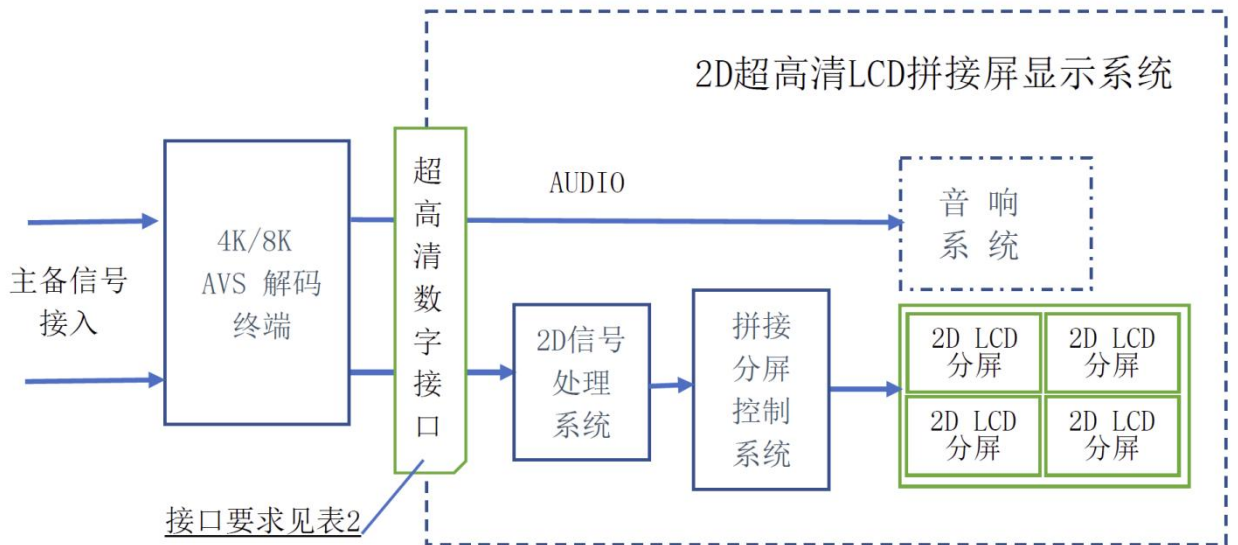 2D超高清LCD拼接屏显示系统
主备信号
接入
4K/8K
AVS 解码
终端
超
高
清
数
字
接
口
AUDIO
音 响
系 统
2D信号
处理
系统
拼接
分屏
控制
系统
2D LCD
分屏
2D LCD
分屏
2D LCD
分屏
2D LCD
分屏
接口要求见表2